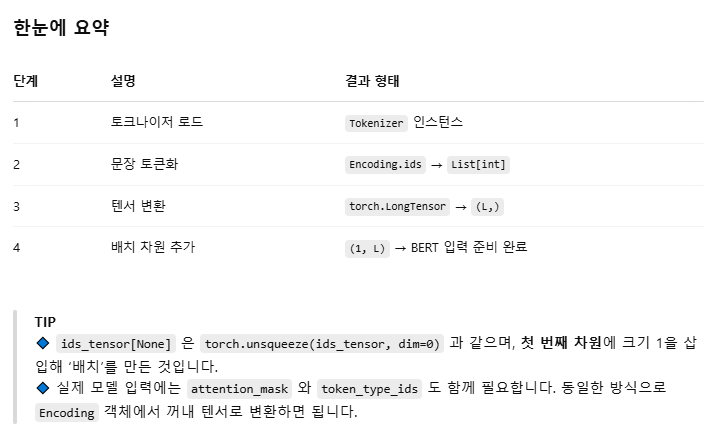 한눈에 요약
단계 설명 결과 형태
1 토크나이저 로드 Tokenizer 인스턴스
2 문장 토큰화 Encoding.ids → List[int]
3 텐서 변환 torch.LongTensor → (L,)
4 배치 차원 추가 (1, L) → BERT 입력 준비 완료
TIP
🔷 ids_tensor[None] 은 torch.unsqueeze(ids_tensor, dim=0) 과 같으며, 첫 번째 차원에 크기 1을 삽
입해 ‘배치’를 만든 것입니다.
🔷 실제 모델 입력에는 attention_mask 와 token_type_ids 도 함께 필요합니다. 동일한 방식으로
Encoding 객체에서 꺼내 텐서로 변환하면 됩니다.